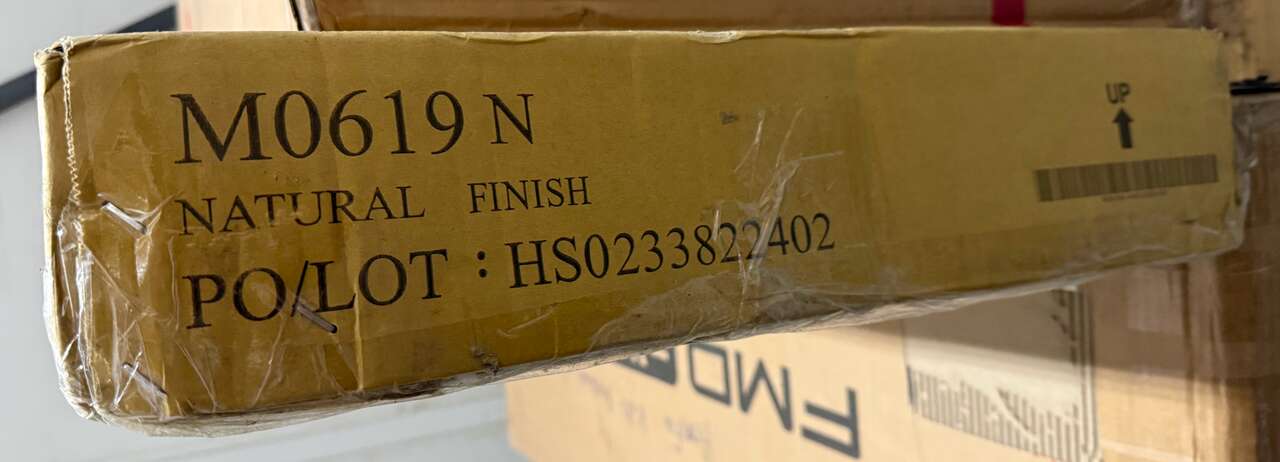 M0619 N
NATURAL FINISH
PO/LOT : HS0233822402
UP